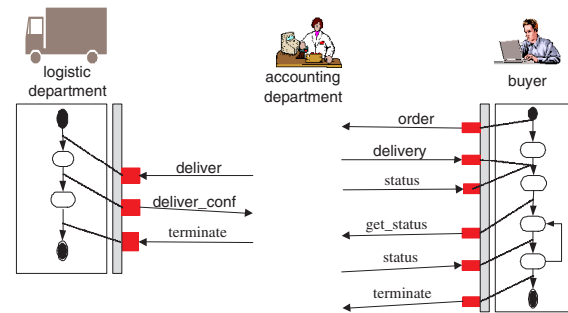 logistic
department
accounting
department
buyer
order
deliver
delivery
deliver_conf
status
terminate
get_status
status
terminate